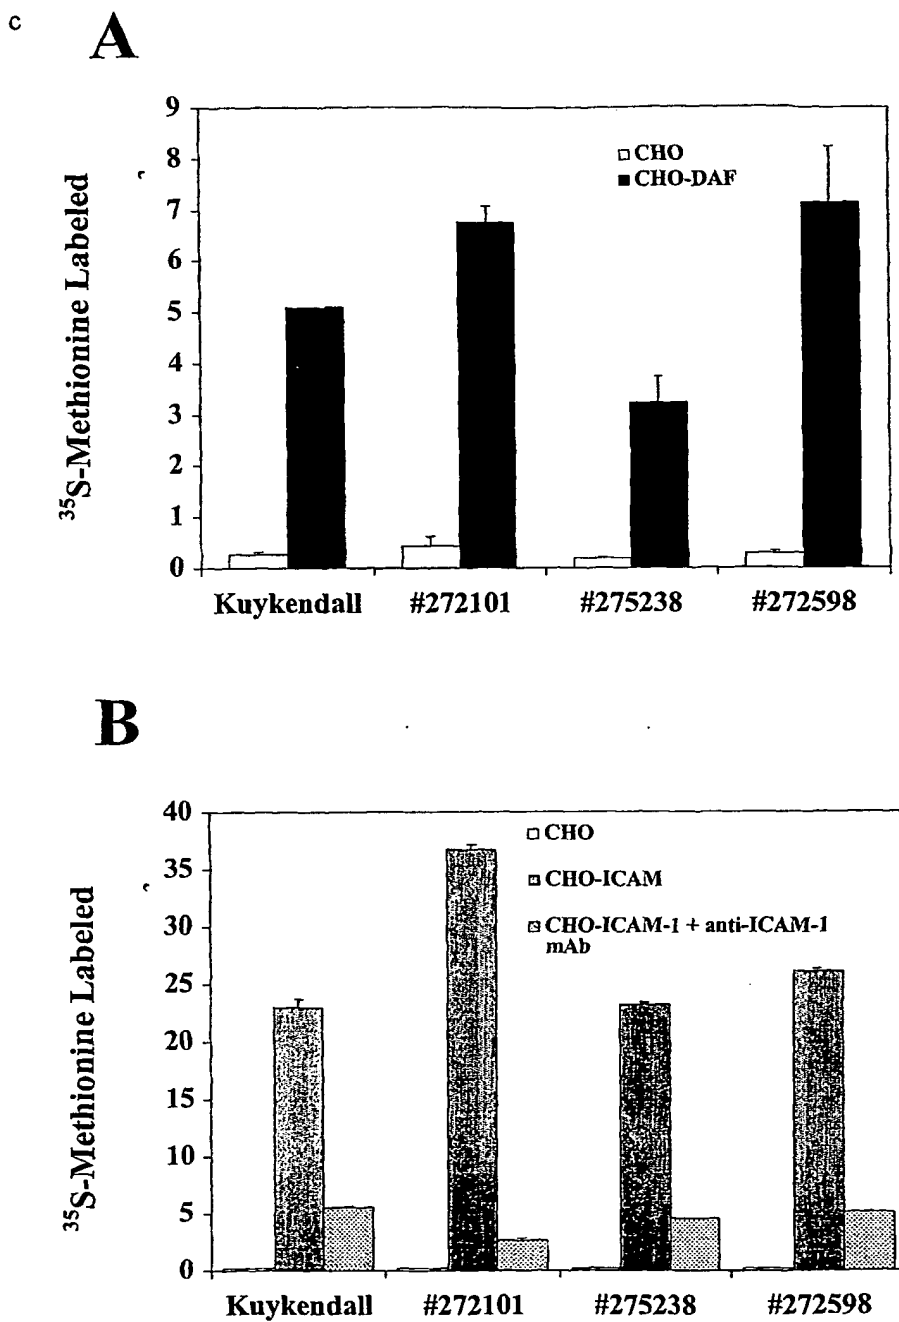 c
A
9
8
7
6
5
4
3
2
1
0
³⁵S-Methionine Labeled
CHO
CHO-DAF
Kuykendall #272101 #275238 #272598
B
40
35
30
25
20
15
10
5
0
³⁵S-Methionine Labeled
CHO
CHO-ICAM
CHO-ICAM-1 + anti-ICAM-1
mAb
Kuykendall #272101 #275238 #272598